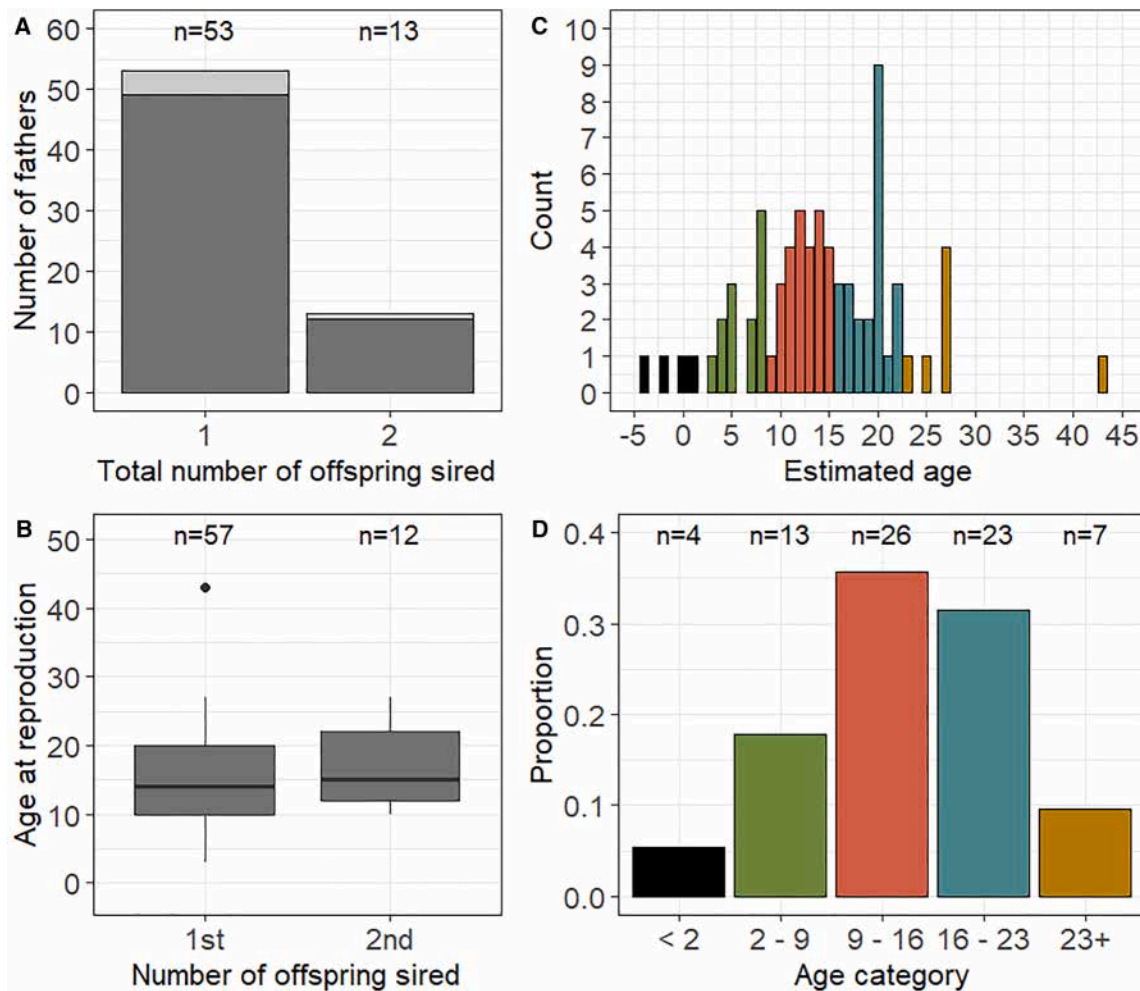 A
n=53 n=13
60
50
40
30
20
10
0
Number of fathers
1 2
Total number of offspring sired
B
n=57 n=12
50
40
30
20
10
0
Age at reproduction
1st 2nd
Number of offspring sired
C
10
9
8
7
6
5
4
3
2
1
0
Count
-5 0 5 10 15 20 25 30 35 40 45
Estimated age
D
n=4 n=13 n=26 n=23 n=7
0.4
0.3
0.2
0.1
0.0
Proportion
< 2 2 - 9 9 - 16 16 - 23 23+
Age category